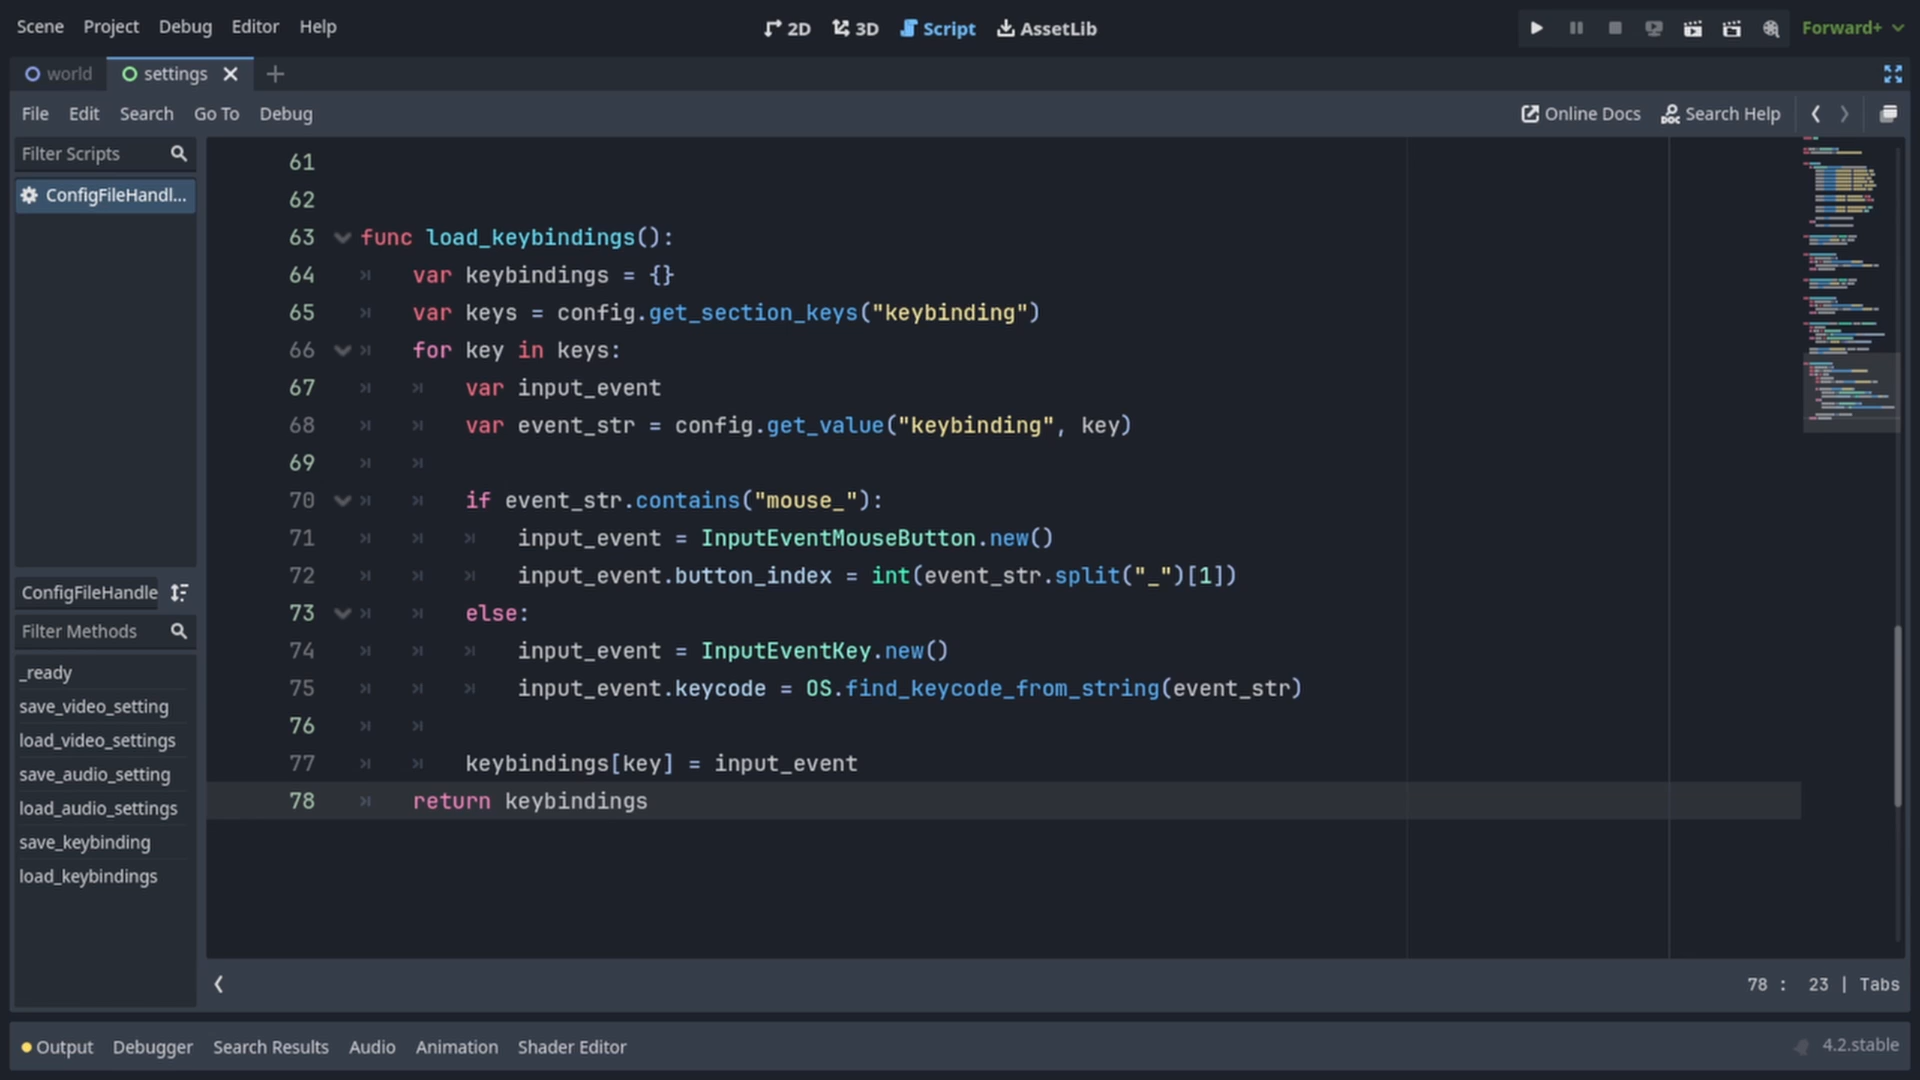 Scene Project Debug Editor Help
2D 3D Script AssetLib
Forward+
world settings
File Edit Search Go To Debug
Online Docs Search Help
Filter Scripts
ConfigFileHandl...
ConfigFileHandle
Filter Methods
_ready
save_video_setting
load_video_settings
save_audio_setting
load_audio_settings
save_keybinding
load_keybindings
61
62
63 func load_keybindings():
64 var keybindings = {}
65 var keys = config.get_section_keys("keybinding")
66 for key in keys:
67 var input_event
68 var event_str = config.get_value("keybinding", key)
69
70 if event_str.contains("mouse_"):
71 input_event = InputEventMouseButton.new()
72 input_event.button_index = int(event_str.split("_")[1])
73 else:
74 input_event = InputEventKey.new()
75 input_event.keycode = OS.find_keycode_from_string(event_str)
76
77 keybindings[key] = input_event
78 return keybindings
78 : 23 | Tabs
Output Debugger Search Results Audio Animation Shader Editor
4.2.stable